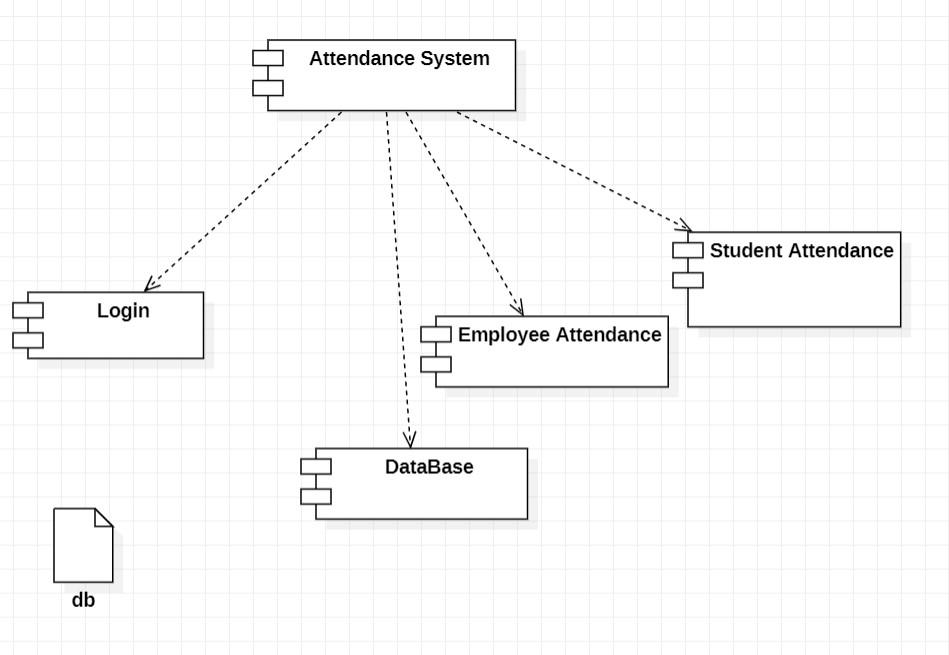 Attendance System
Student Attendance
Login
Employee Attendance
DataBase
db